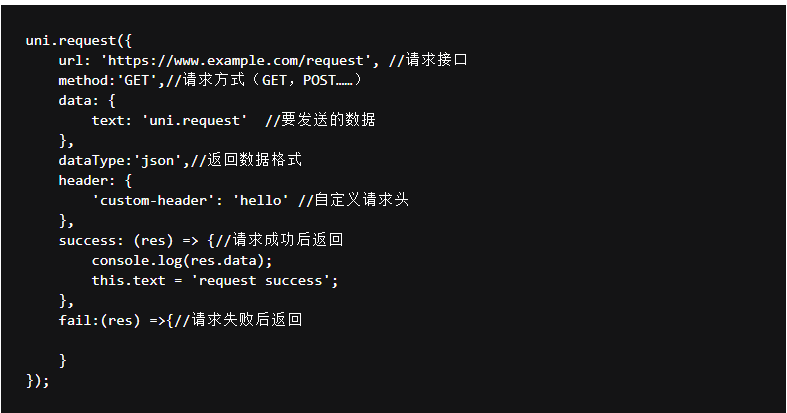 uni.request({
    url: 'https://www.example.com/request', //请求接口
    method:'GET',//请求方式（GET，POST……）
    data: {
        text: 'uni.request'  //要发送的数据
    },
    dataType:'json',//返回数据格式
    header: {
        'custom-header': 'hello' //自定义请求头
    },
    success: (res) => {//请求成功后返回
        console.log(res.data);
        this.text = 'request success';
    },
    fail:(res) =>{//请求失败后返回
    }
});